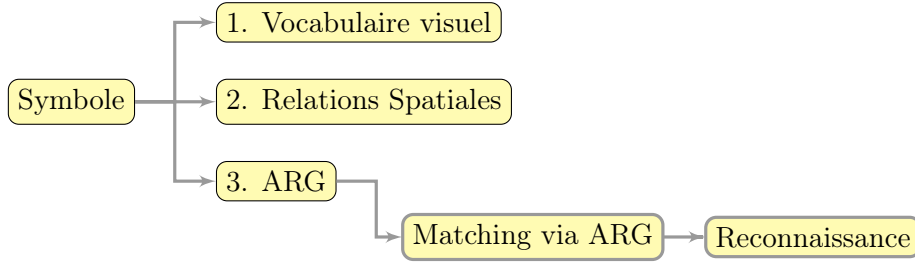 1. Vocabulaire visuel
Symbole
2. Relations Spatiales
3. ARG
Matching via ARG
Reconnaissance